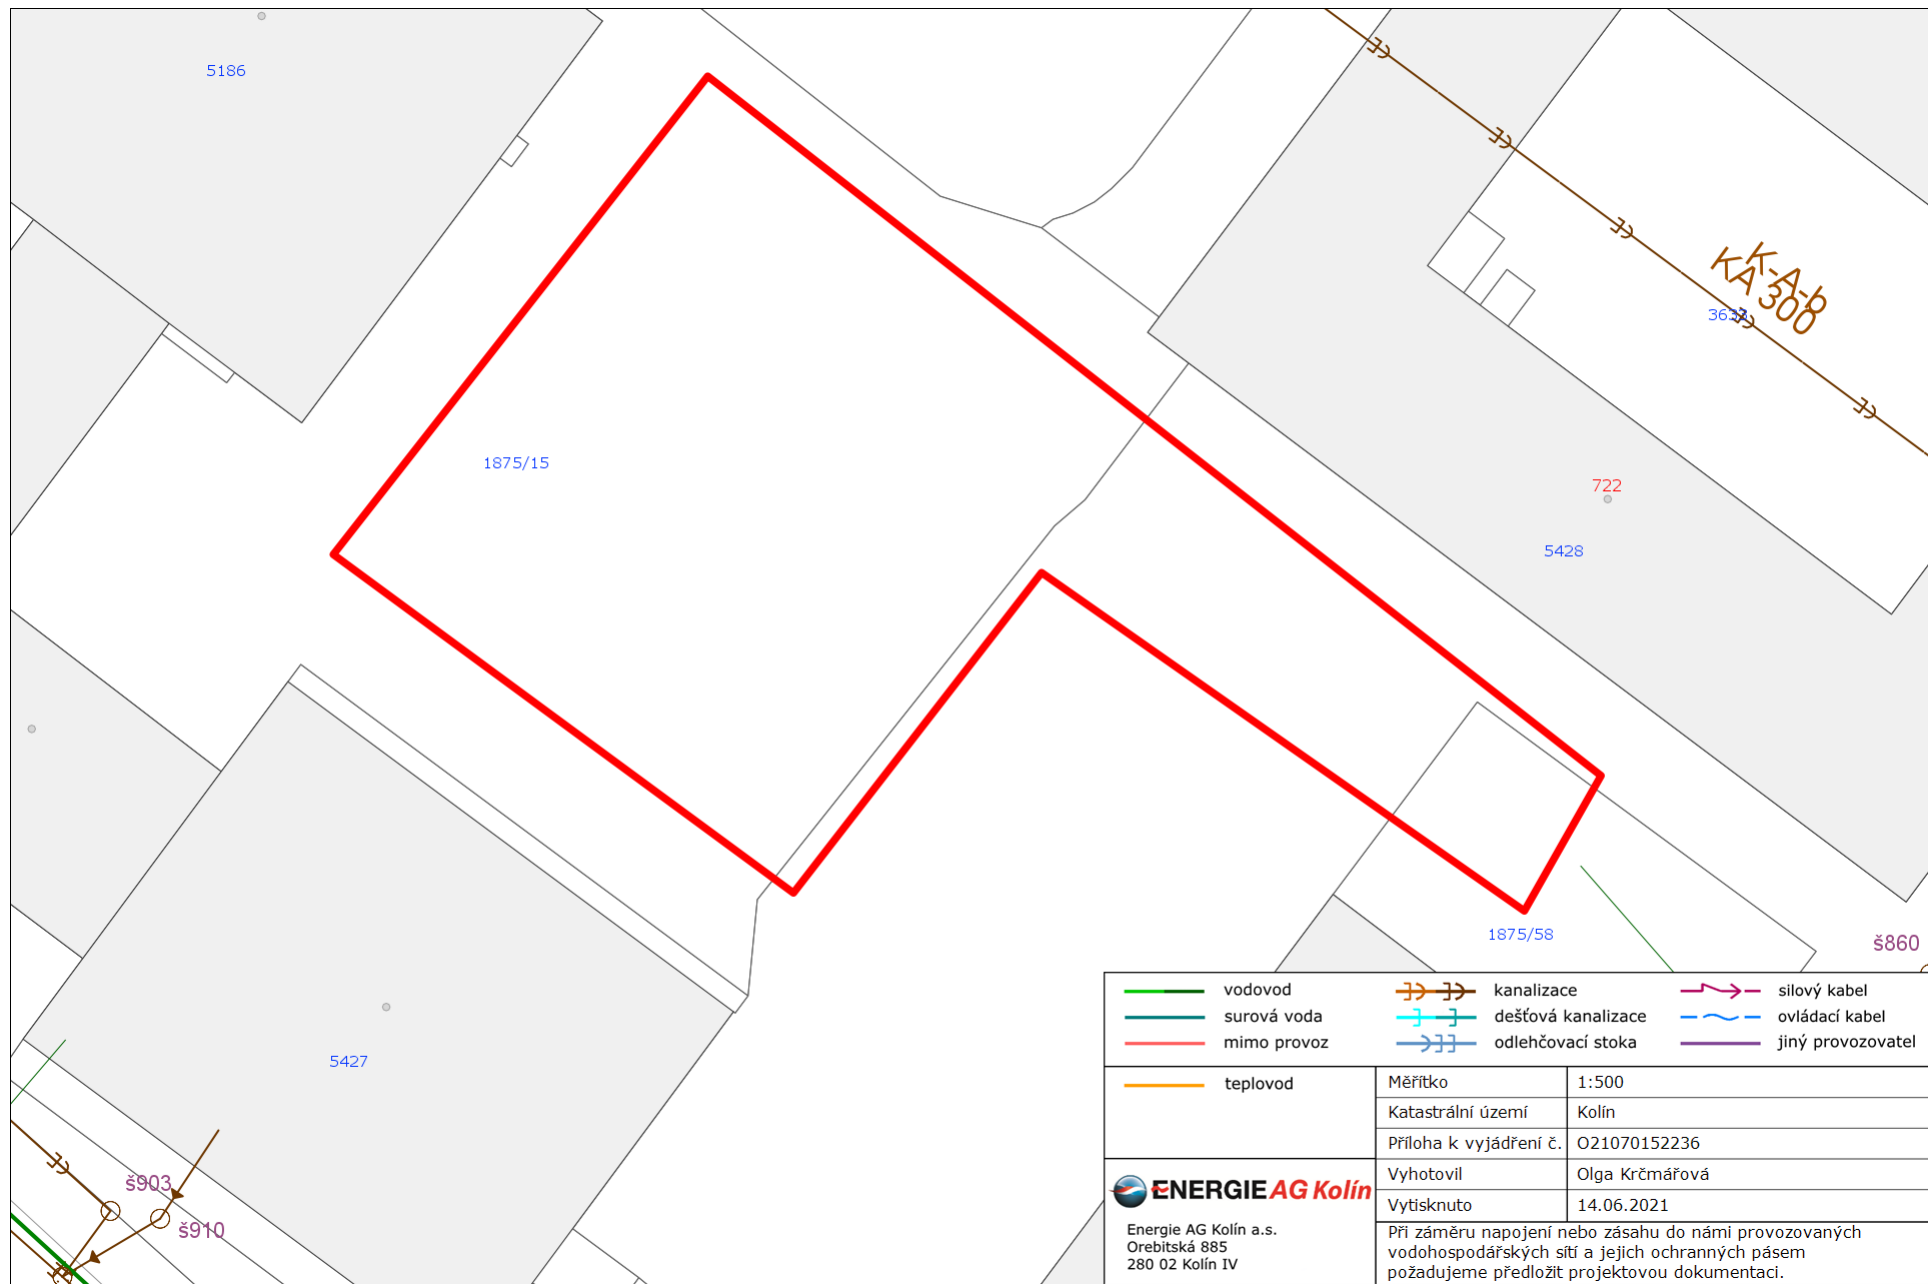 5186
K-A-b
KA 300
1875/15
722
5428
1875/58
š860
5427
š903
š910
vodovod
surová voda
mimo provoz
kanalizace
dešťová kanalizace
odlehčovací stoka
silový kabel
ovládací kabel
jiný provozovatel
teplovod
Měřítko 1:500
Katastrální území Kolín
Příloha k vyjádření č. O21070152236
Vyhotovil Olga Krčmářová
Vytisknuto 14.06.2021
ENERGIE AG Kolín
Energie AG Kolín a.s.
Orebitská 885
280 02 Kolín IV
Při záměru napojení nebo zásahu do námi provozovaných
vodohospodářských sítí a jejich ochranných pásem
požadujeme předložit projektovou dokumentaci.